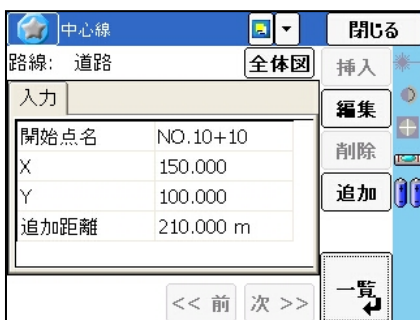 中心線
閉じる
路線: 道路
全体図
挿入
入力
編集
開始点名 NO.10+10
削除
X 150.000
Y 100.000
追加
追加距離 210.000 m
<< 前
次 >>
一覧